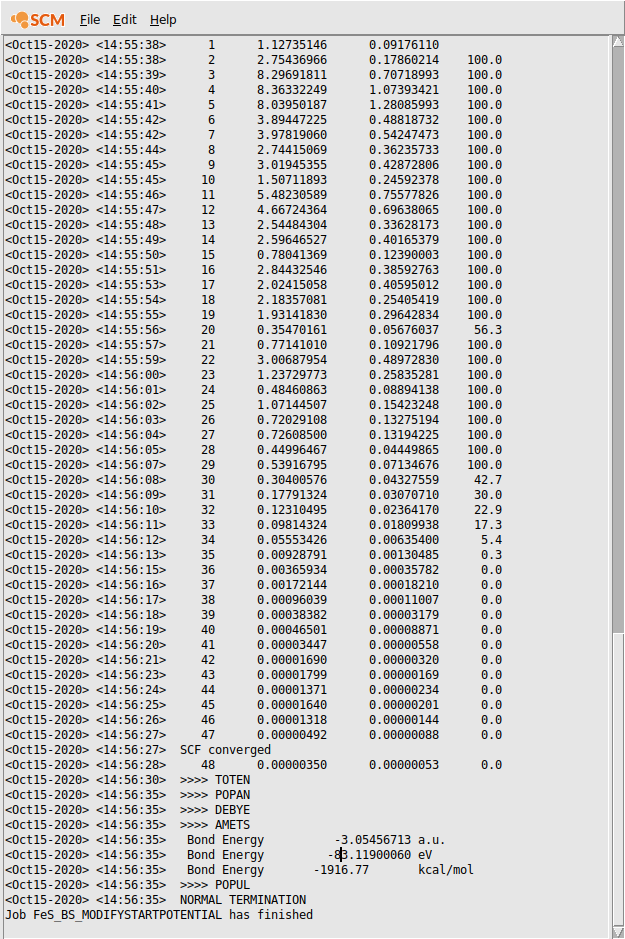 SCM File Edit Help
<Oct15-2020> <14:55:38> 1 1.12735146 0.09176110
<Oct15-2020> <14:55:38> 2 2.75436966 0.17860214 100.0
<Oct15-2020> <14:55:39> 3 8.29691811 0.70718993 100.0
<Oct15-2020> <14:55:40> 4 8.36332249 1.07393421 100.0
<Oct15-2020> <14:55:41> 5 8.03950187 1.28085993 100.0
<Oct15-2020> <14:55:42> 6 3.89447225 0.48818732 100.0
<Oct15-2020> <14:55:42> 7 3.97819060 0.54247473 100.0
<Oct15-2020> <14:55:44> 8 2.74415069 0.36235733 100.0
<Oct15-2020> <14:55:45> 9 3.01945355 0.42872806 100.0
<Oct15-2020> <14:55:45> 10 1.50711893 0.24592378 100.0
<Oct15-2020> <14:55:46> 11 5.48230589 0.75577826 100.0
<Oct15-2020> <14:55:47> 12 4.66724364 0.69638065 100.0
<Oct15-2020> <14:55:48> 13 2.54484304 0.33628173 100.0
<Oct15-2020> <14:55:49> 14 2.59646527 0.40165379 100.0
<Oct15-2020> <14:55:50> 15 0.78041369 0.12390003 100.0
<Oct15-2020> <14:55:51> 16 2.84432546 0.38592763 100.0
<Oct15-2020> <14:55:53> 17 2.02415058 0.40595012 100.0
<Oct15-2020> <14:55:54> 18 2.18357081 0.25405419 100.0
<Oct15-2020> <14:55:55> 19 1.93141830 0.29642834 100.0
<Oct15-2020> <14:55:56> 20 0.35470161 0.05676037 56.3
<Oct15-2020> <14:55:57> 21 0.77141010 0.10921796 100.0
<Oct15-2020> <14:55:59> 22 3.00687954 0.48972830 100.0
<Oct15-2020> <14:56:00> 23 1.23729773 0.25835281 100.0
<Oct15-2020> <14:56:01> 24 0.48460863 0.08894138 100.0
<Oct15-2020> <14:56:02> 25 1.07144507 0.15423248 100.0
<Oct15-2020> <14:56:03> 26 0.72029108 0.13275194 100.0
<Oct15-2020> <14:56:04> 27 0.72608500 0.13194225 100.0
<Oct15-2020> <14:56:05> 28 0.44996467 0.04449865 100.0
<Oct15-2020> <14:56:07> 29 0.53916795 0.07134676 100.0
<Oct15-2020> <14:56:08> 30 0.30400576 0.04327559 42.7
<Oct15-2020> <14:56:09> 31 0.17791324 0.03070710 30.0
<Oct15-2020> <14:56:10> 32 0.12310495 0.02364170 22.9
<Oct15-2020> <14:56:11> 33 0.09814324 0.01809938 17.3
<Oct15-2020> <14:56:12> 34 0.05553426 0.00635400 5.4
<Oct15-2020> <14:56:13> 35 0.00928791 0.00130485 0.3
<Oct15-2020> <14:56:15> 36 0.00365934 0.00035782 0.0
<Oct15-2020> <14:56:16> 37 0.00172144 0.00018210 0.0
<Oct15-2020> <14:56:17> 38 0.00096039 0.00011007 0.0
<Oct15-2020> <14:56:18> 39 0.00038382 0.00003179 0.0
<Oct15-2020> <14:56:19> 40 0.00046501 0.00008871 0.0
<Oct15-2020> <14:56:20> 41 0.00003447 0.00000558 0.0
<Oct15-2020> <14:56:21> 42 0.00001690 0.00000320 0.0
<Oct15-2020> <14:56:23> 43 0.00001799 0.00000169 0.0
<Oct15-2020> <14:56:24> 44 0.00001371 0.00000234 0.0
<Oct15-2020> <14:56:25> 45 0.00001640 0.00000201 0.0
<Oct15-2020> <14:56:26> 46 0.00001318 0.00000144 0.0
<Oct15-2020> <14:56:27> 47 0.00000492 0.00000088 0.0
<Oct15-2020> <14:56:27> SCF converged
<Oct15-2020> <14:56:28> 48 0.00000350 0.00000053 0.0
<Oct15-2020> <14:56:30> >>>> TOTEN
<Oct15-2020> <14:56:35> >>>> POPAN
<Oct15-2020> <14:56:35> >>>> DEBYE
<Oct15-2020> <14:56:35> >>>> AMETS
<Oct15-2020> <14:56:35> Bond Energy -3.05456713 a.u.
<Oct15-2020> <14:56:35> Bond Energy -83.11900060 eV
<Oct15-2020> <14:56:35> Bond Energy -1916.77 kcal/mol
<Oct15-2020> <14:56:35> >>>> POPUL
<Oct15-2020> <14:56:35> NORMAL TERMINATION
Job FeS_BS_MODIFYSTARTPOTENTIAL has finished